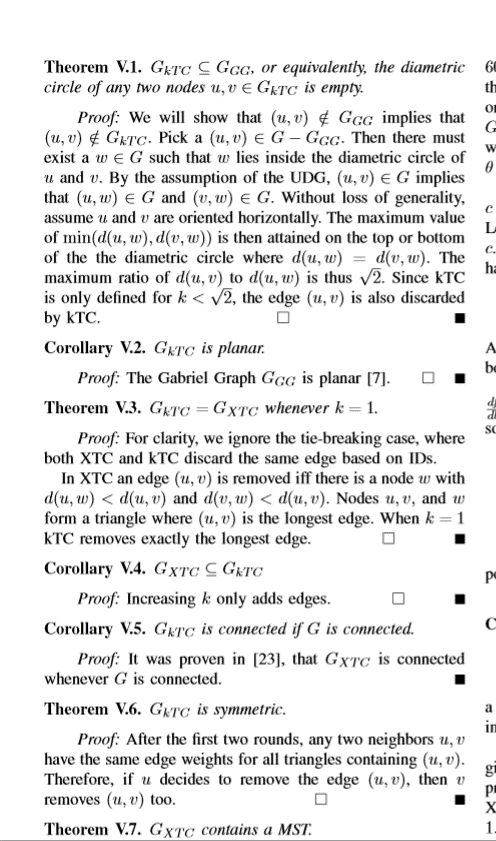 Theorem V.1. G_kTC ⊆ G_GG, or equivalently, the diametric
circle of any two nodes u, v ∈ G_kTC is empty.
Proof: We will show that (u, v) ∉ G_GG implies that
(u, v) ∉ G_kTC. Pick a (u, v) ∈ G − G_GG. Then there must
exist a w ∈ G such that w lies inside the diametric circle of
u and v. By the assumption of the UDG, (u, v) ∈ G implies
that (u, w) ∈ G and (v, w) ∈ G. Without loss of generality,
assume u and v are oriented horizontally. The maximum value
of min(d(u, w), d(v, w)) is then attained on the top or bottom
of the the diametric circle where d(u, w) = d(v, w). The
maximum ratio of d(u, v) to d(u, w) is thus √2. Since kTC
is only defined for k < √2, the edge (u, v) is also discarded
by kTC. □ ■
Corollary V.2. G_kTC is planar.
Proof: The Gabriel Graph G_GG is planar [7]. □ ■
Theorem V.3. G_kTC = G_XTC whenever k = 1.
Proof: For clarity, we ignore the tie-breaking case, where
both XTC and kTC discard the same edge based on IDs.
In XTC an edge (u, v) is removed iff there is a node w with
d(u, w) < d(u, v) and d(v, w) < d(u, v). Nodes u, v, and w
form a triangle where (u, v) is the longest edge. When k = 1
kTC removes exactly the longest edge. □ ■
Corollary V.4. G_XTC ⊆ G_kTC
Proof: Increasing k only adds edges. □ ■
Corollary V.5. G_kTC is connected if G is connected.
Proof: It was proven in [23], that G_XTC is connected
whenever G is connected. ■
Theorem V.6. G_kTC is symmetric.
Proof: After the first two rounds, any two neighbors u, v
have the same edge weights for all triangles containing (u, v).
Therefore, if u decides to remove the edge (u, v), then v
removes (u, v) too. □ ■
Theorem V.7. G_XTC contains a MST.